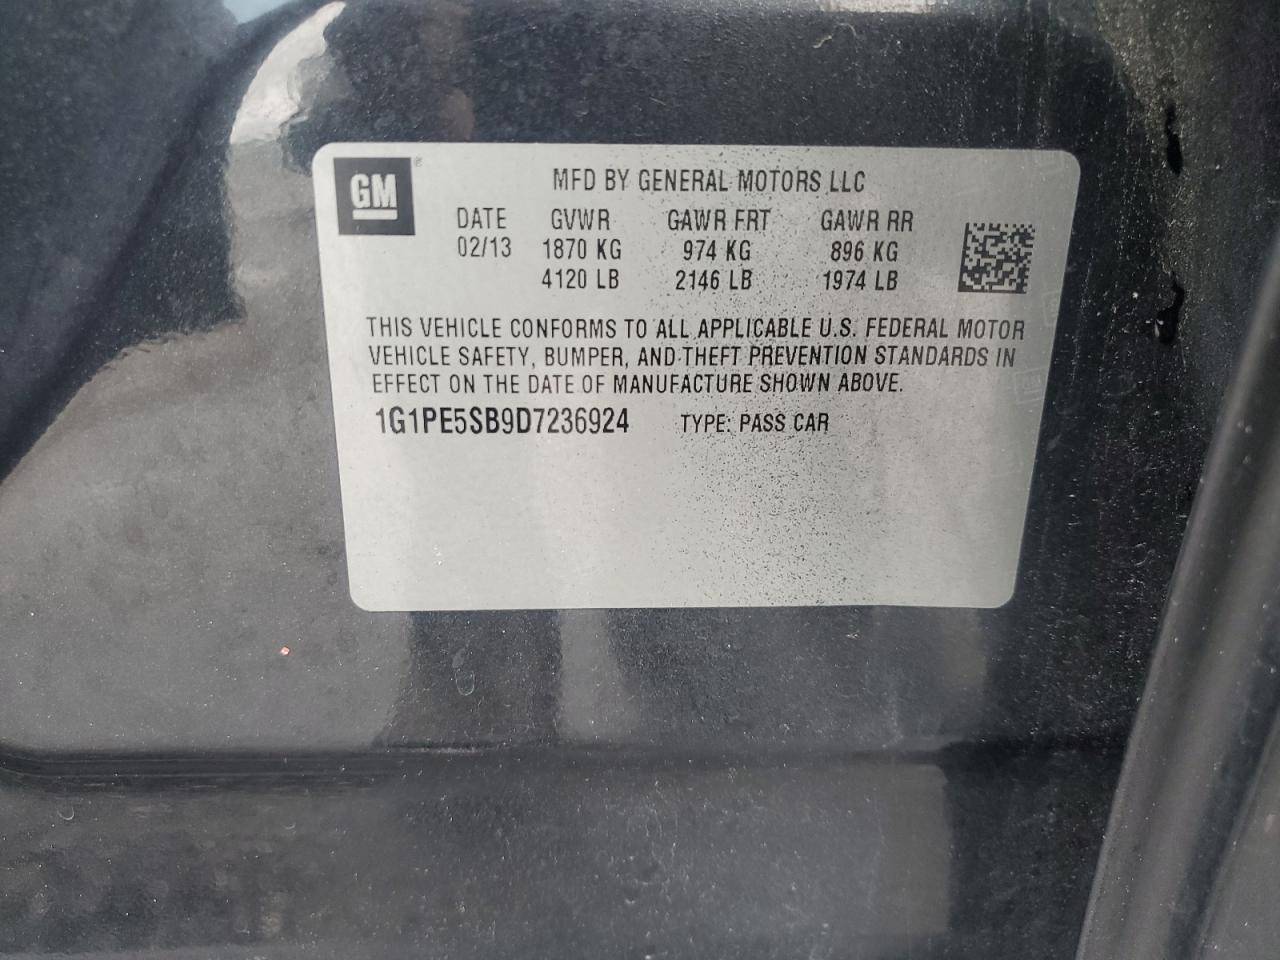 GM®
MFD BY GENERAL MOTORS LLC
DATE GVWR GAWR FRT GAWR RR
02/13 1870 KG 974 KG 896 KG
4120 LB 2146 LB 1974 LB
THIS VEHICLE CONFORMS TO ALL APPLICABLE U.S. FEDERAL MOTOR
VEHICLE SAFETY, BUMPER, AND THEFT PREVENTION STANDARDS IN
EFFECT ON THE DATE OF MANUFACTURE SHOWN ABOVE.
1G1PE5SB9D7236924 TYPE: PASS CAR